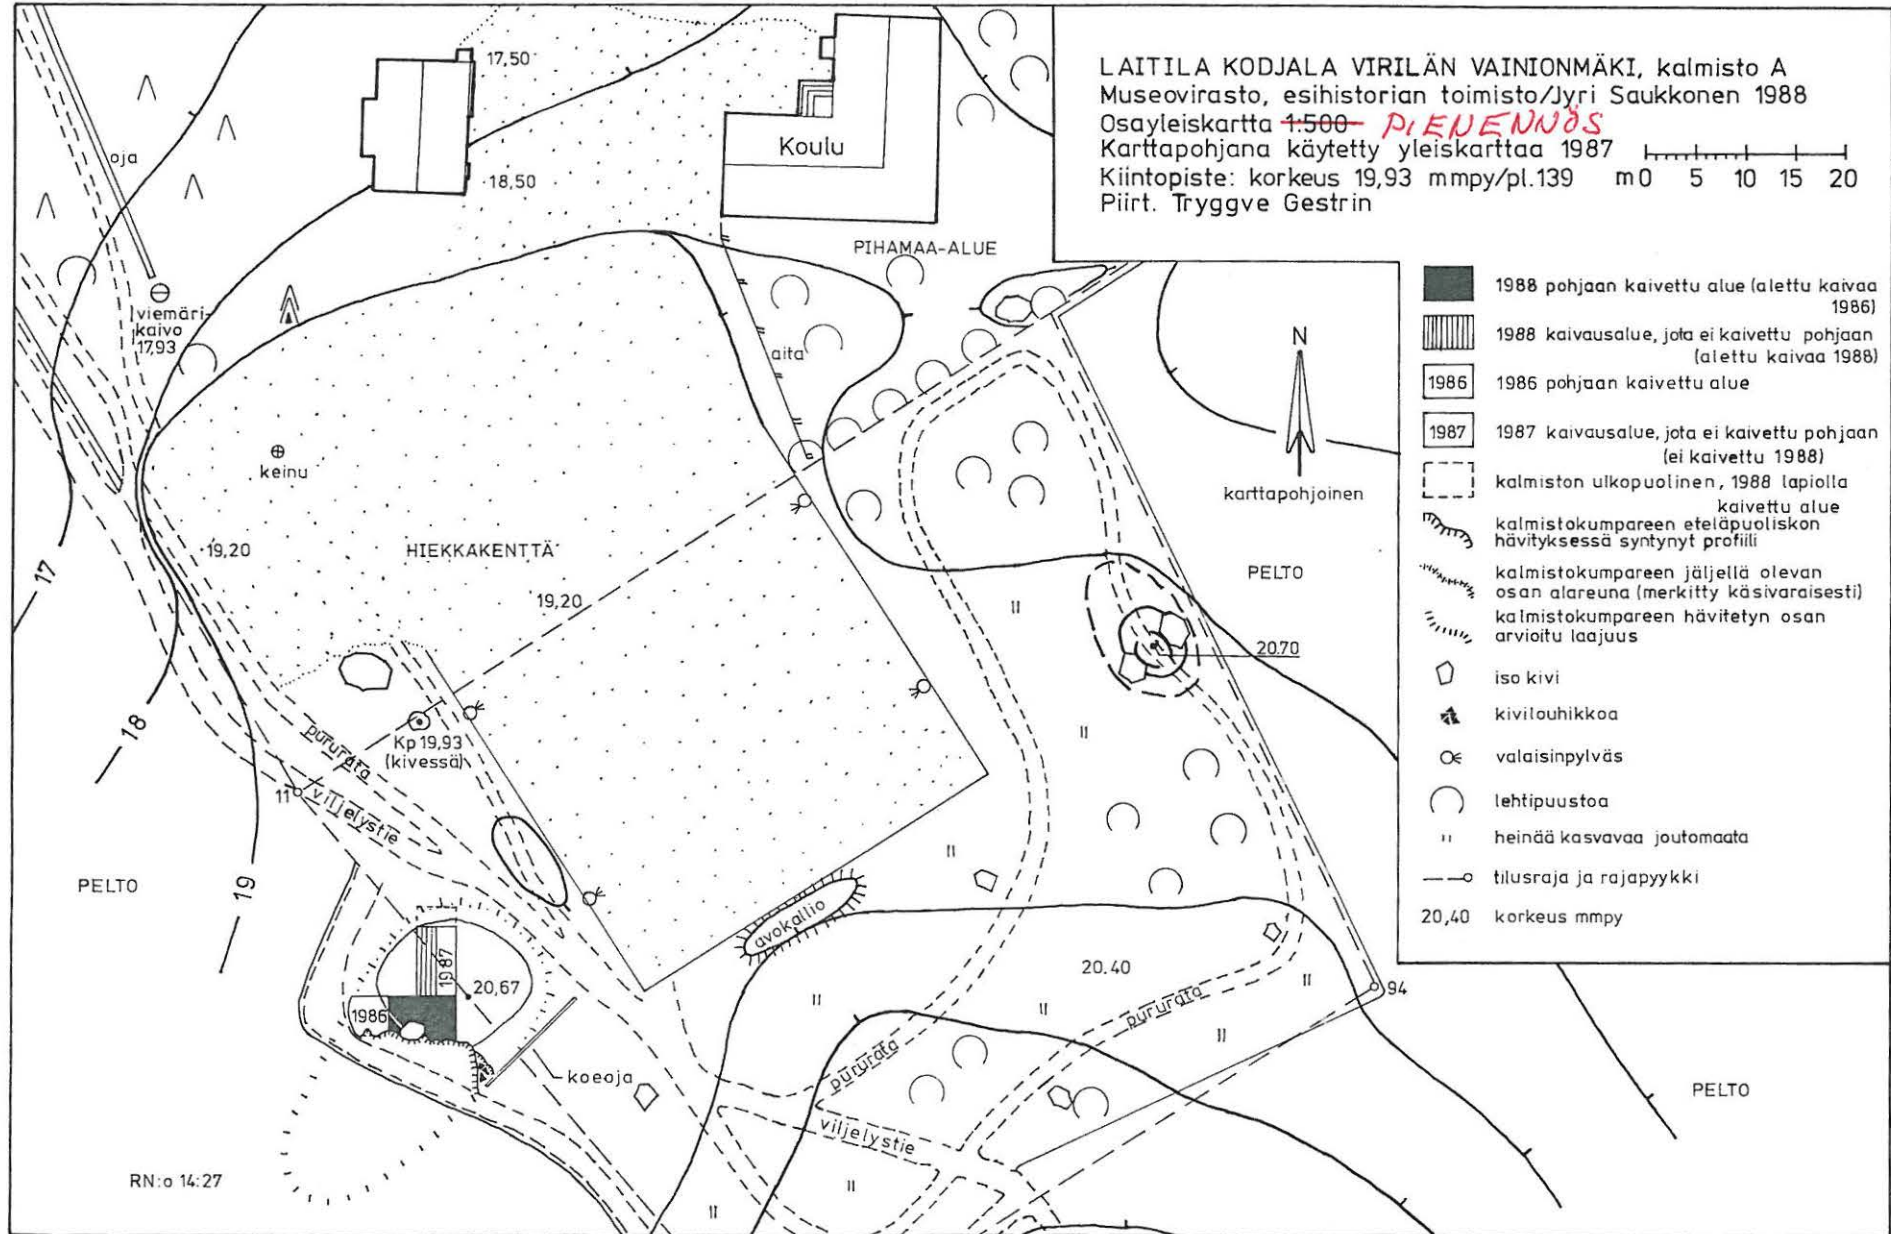 LAITILA KODJALA VIRILÄN VAINIONMÄKI, kalmisto A
Museovirasto, esihistorian toimisto/Jyri Saukkonen 1988
Osayleiskartta 1:500 PIENENNÖS
Karttapohjana käytetty yleiskarttaa 1987
Kiintopiste: korkeus 19,93 mmpy/pl.139
m 0 5 10 15 20
Piirt. Tryggve Gestrin
1988 pohjaan kaivettu alue (alettu kaivaa
1986)
1988 kaivausalue, jota ei kaivettu pohjaan
(alettu kaivaa 1988)
1986 1986 pohjaan kaivettu alue
1987 1987 kaivausalue, jota ei kaivettu pohjaan
(ei kaivettu 1988)
kalmiston ulkopuolinen, 1988 lapiolla
kaivettu alue
kalmistokumpareen eteläpuoliskon
hävityksessä syntynyt profiili
kalmistokumpareen jäljellä olevan
osan alareuna (merkitty käsivaraisesti)
kalmistokumpareen hävitetyn osan
arvioitu laajuus
iso kivi
kivilouhikkoa
valaisinpylväs
lehtipuustoa
heinää kasvavaa joutomaata
tilusraja ja rajapyykki
20,40 korkeus mmpy
17,50
Koulu
oja
18,50
PIHAMAA-ALUE
viemäri-
kaivo
17,93
aita
N
karttapohjoinen
keinu
19,20
HIEKKAKENTTÄ
19,20
17
PELTO
20.70
18
pururata
Kp 19,93
(kivessä)
11
viljelystie
PELTO
19
avokallio
1987
20,67
20.40
94
1986
pururata
pururata
koeoja
PELTO
viljelystie
RN:o 14:27